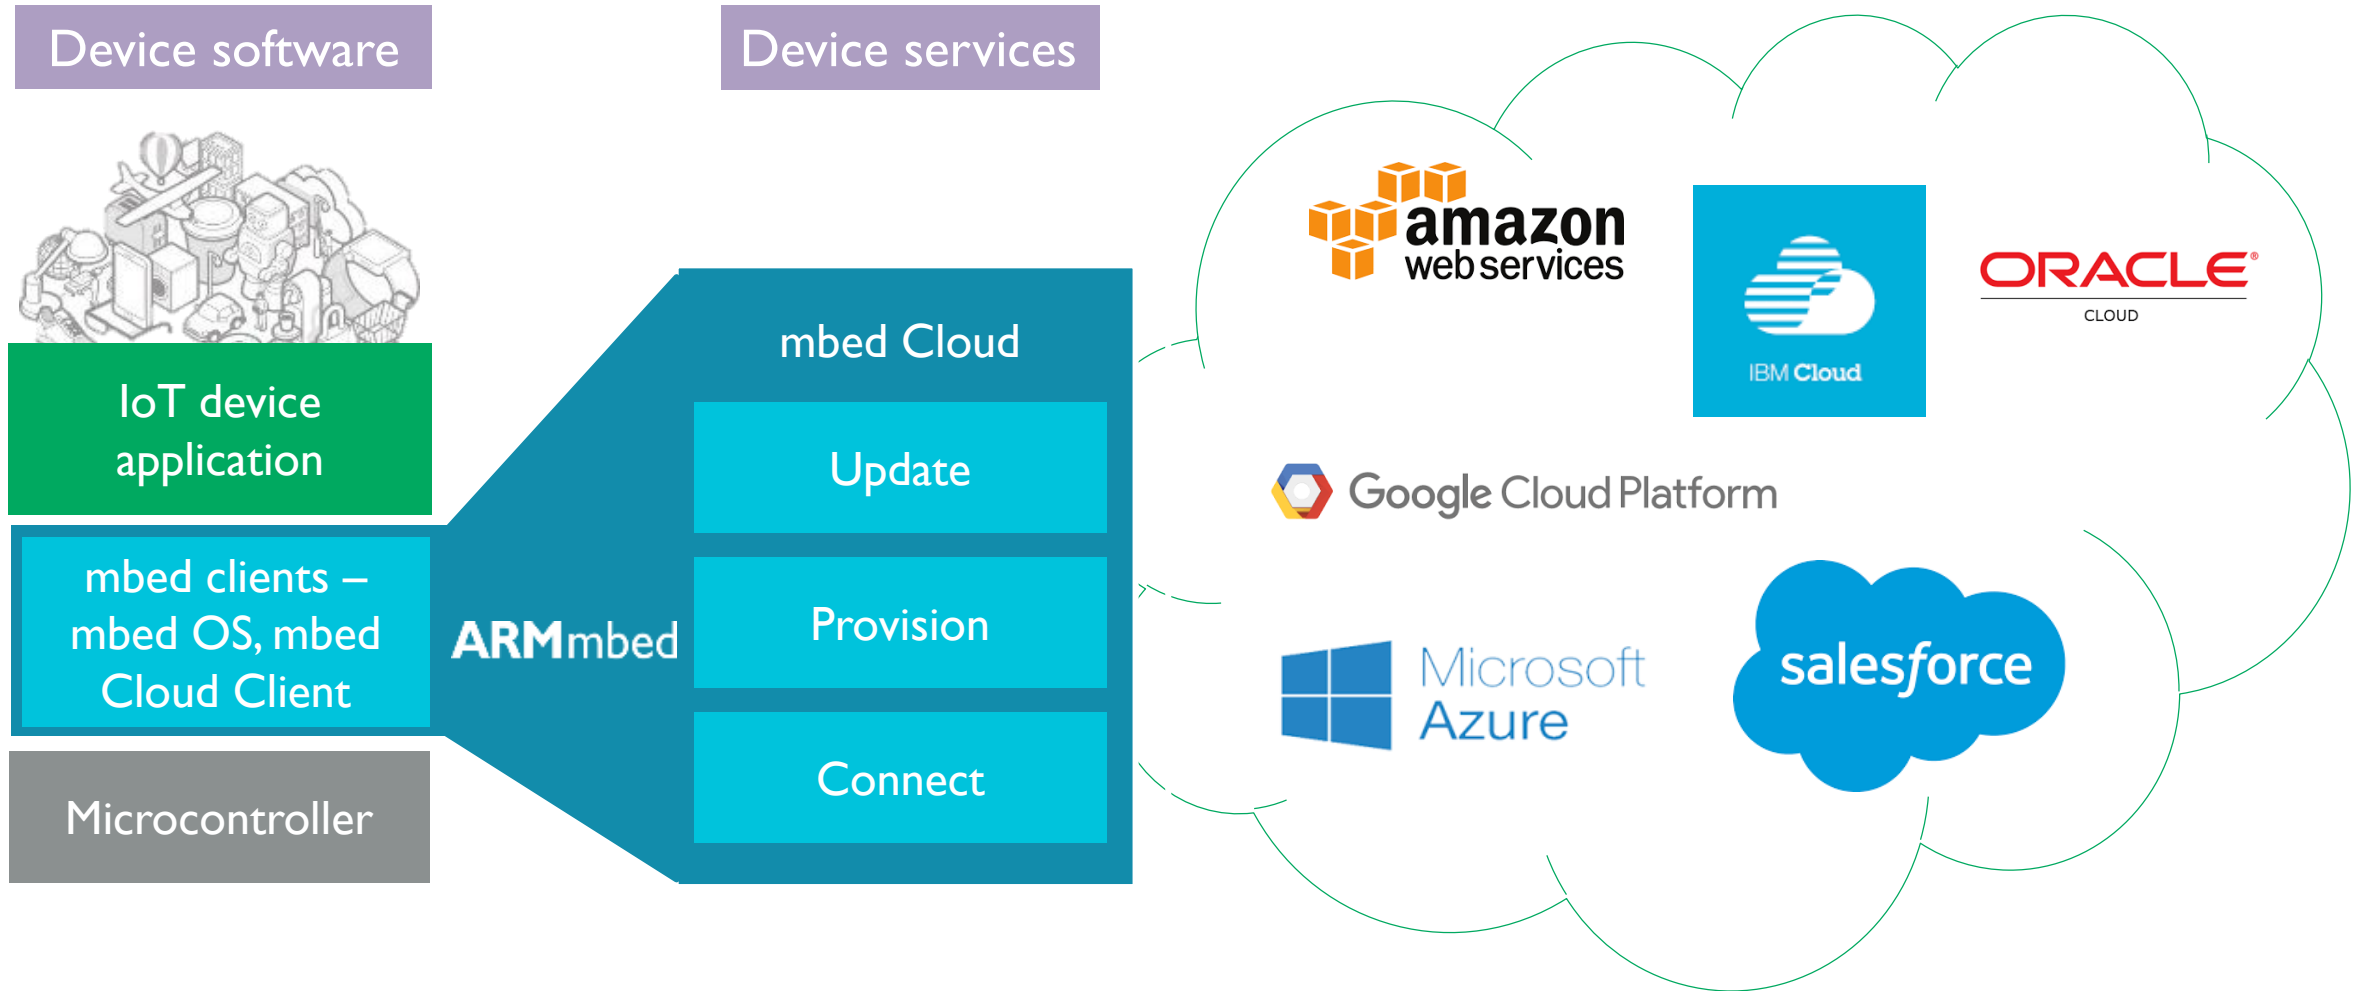 Device software
Device services
IoT device
application
mbed clients –
mbed OS, mbed
Cloud Client
Microcontroller
ARMmbed
mbed Cloud
Update
Provision
Connect
amazon
web services
IBM Cloud
ORACLE®
CLOUD
Google Cloud Platform
Microsoft
Azure
salesforce